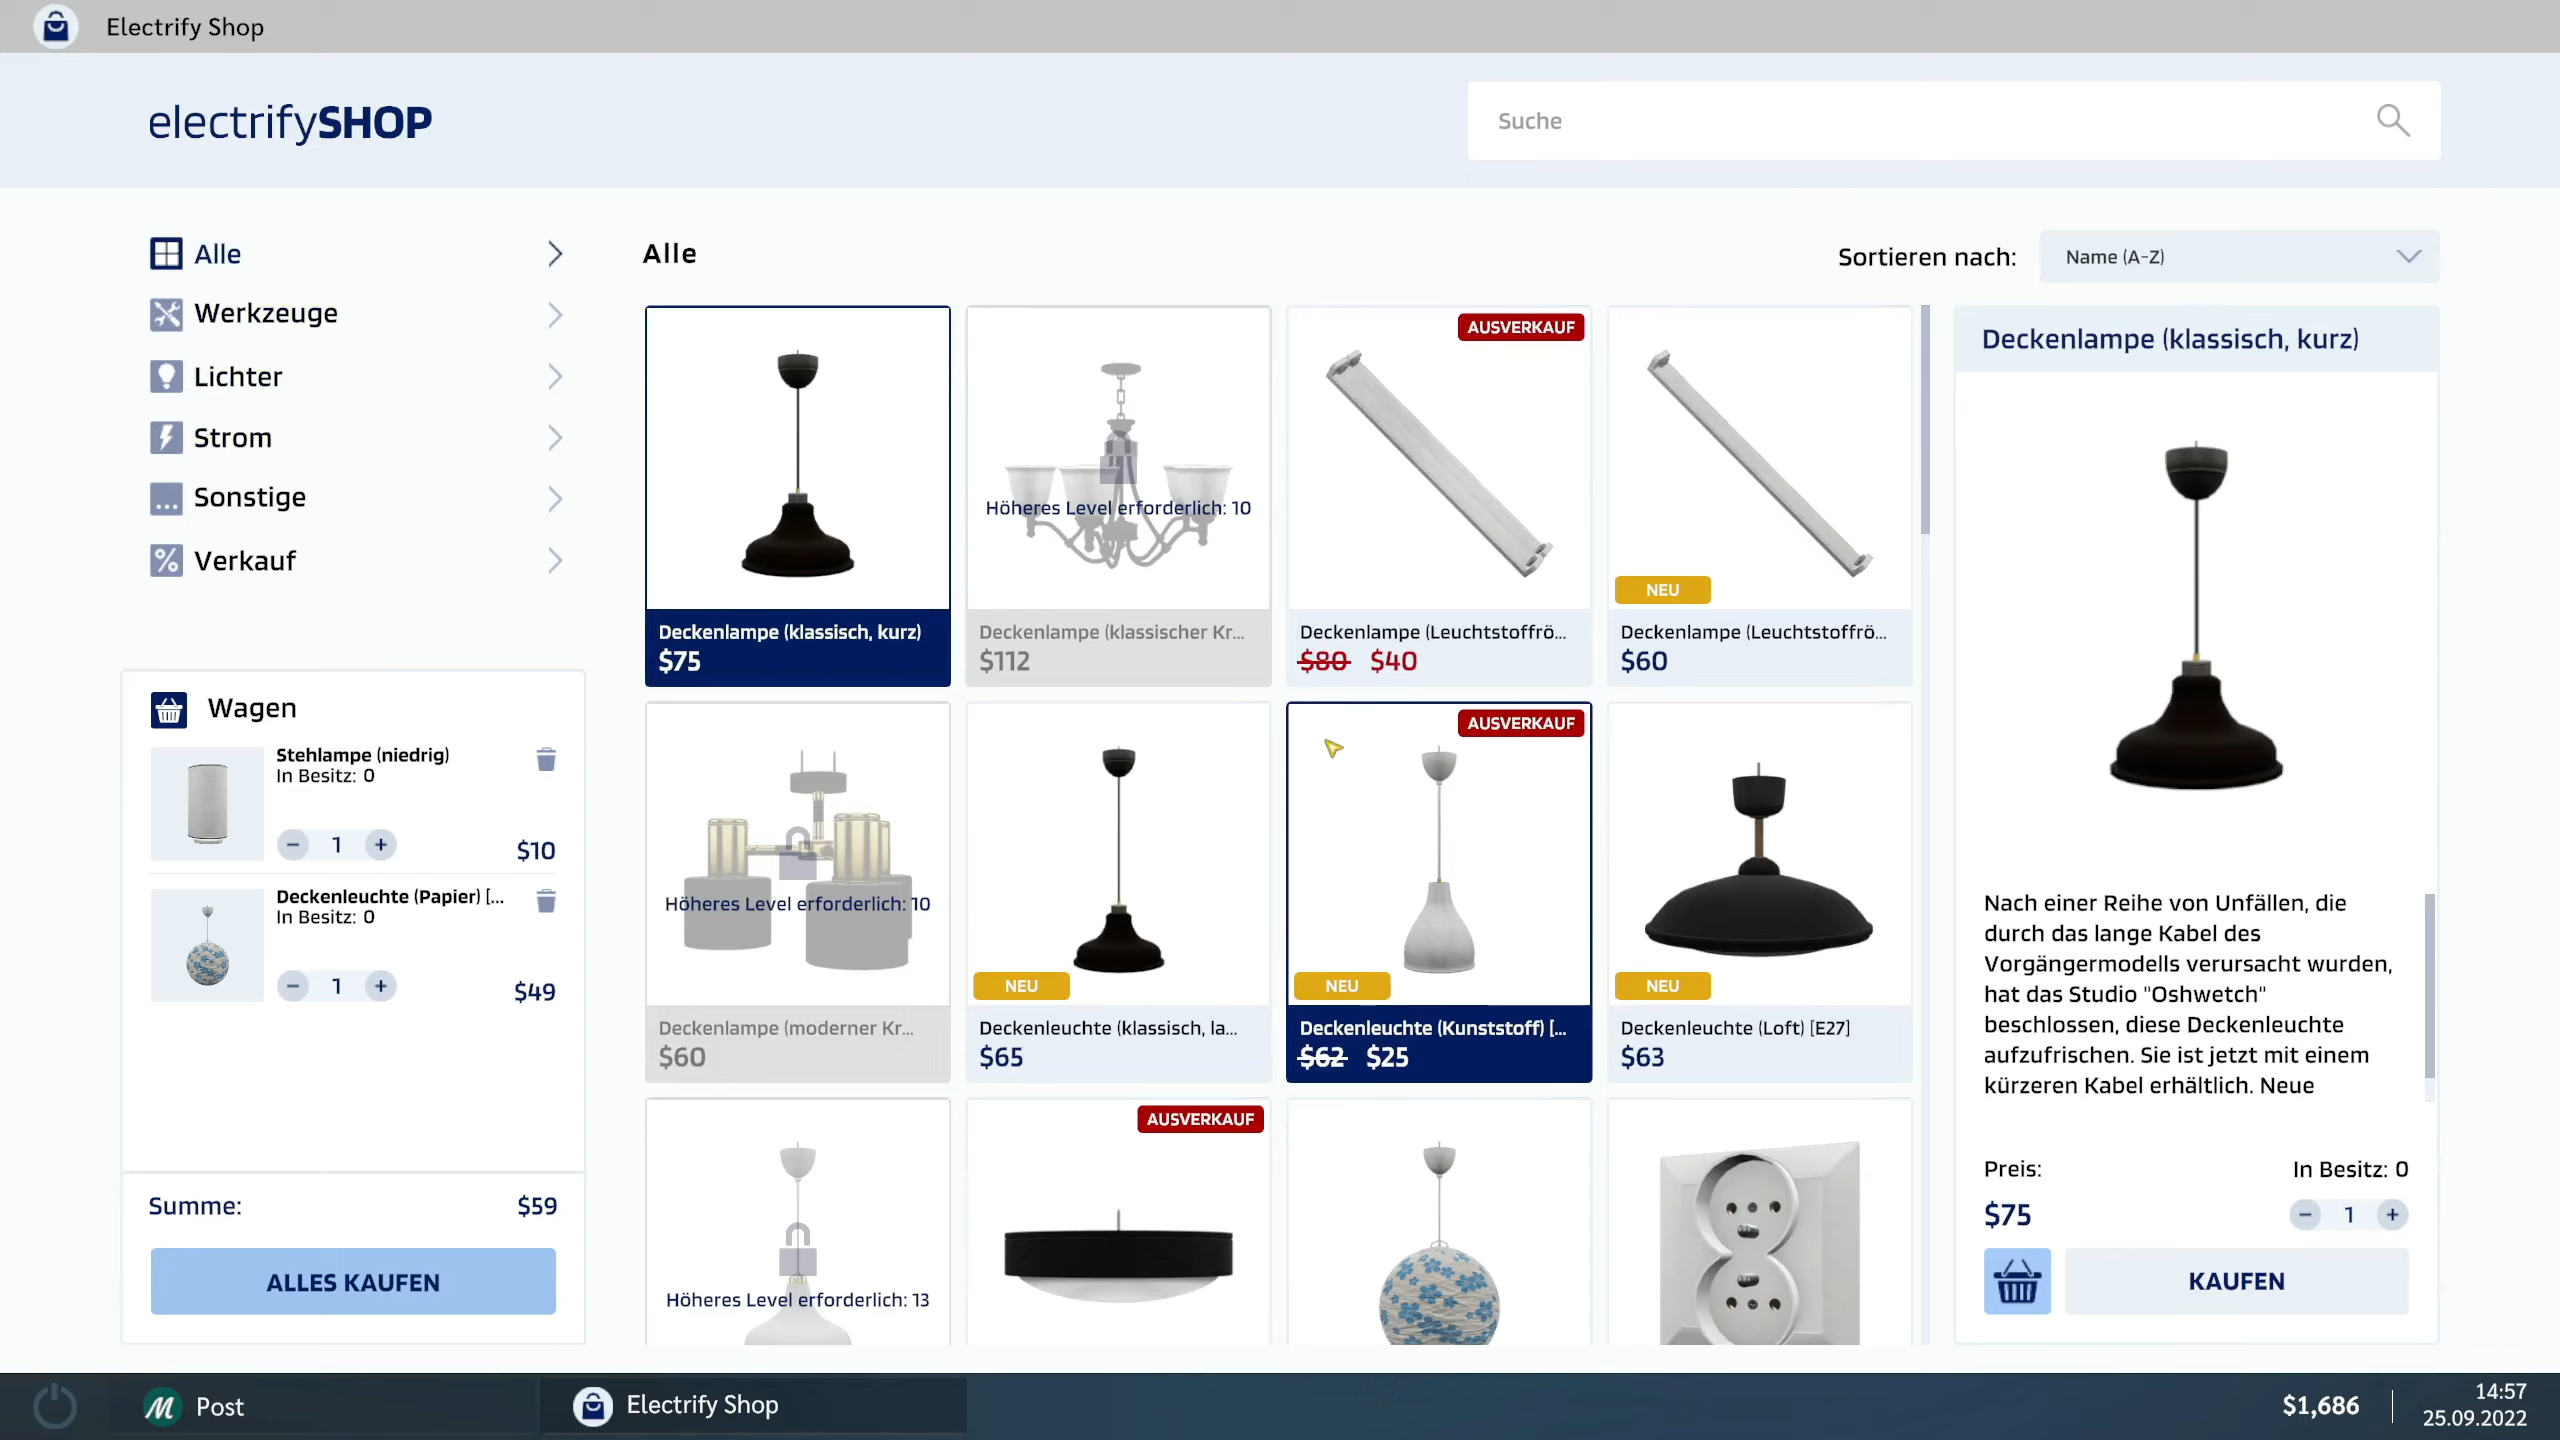 Electrify Shop
electrifySHOP
Suche
Alle
Werkzeuge
Lichter
Strom
Sonstige
Verkauf
Alle
Sortieren nach:
Name (A-Z)
Deckenlampe (klassisch, kurz)
$75
Höheres Level erforderlich: 10
Deckenlampe (klassischer Kr...
$112
AUSVERKAUF
Deckenlampe (Leuchtstoffrö...
$80 $40
NEU
Deckenlampe (Leuchtstoffrö...
$60
Höheres Level erforderlich: 10
Deckenlampe (moderner Kr...
$60
NEU
Deckenleuchte (klassisch, la...
$65
AUSVERKAUF
NEU
Deckenleuchte (Kunststoff) [...
$62 $25
NEU
Deckenleuchte (Loft) [E27]
$63
Höheres Level erforderlich: 13
AUSVERKAUF
Wagen
Stehlampe (niedrig)
In Besitz: 0
1
$10
Deckenleuchte (Papier) [...
In Besitz: 0
1
$49
Summe: $59
ALLES KAUFEN
Deckenlampe (klassisch, kurz)
Nach einer Reihe von Unfällen, die
durch das lange Kabel des
Vorgängermodells verursacht wurden,
hat das Studio "Oshwetch"
beschlossen, diese Deckenleuchte
aufzufrischen. Sie ist jetzt mit einem
kürzeren Kabel erhältlich. Neue
Preis: In Besitz: 0
$75
1
KAUFEN
Post
Electrify Shop
$1,686
14:57
25.09.2022